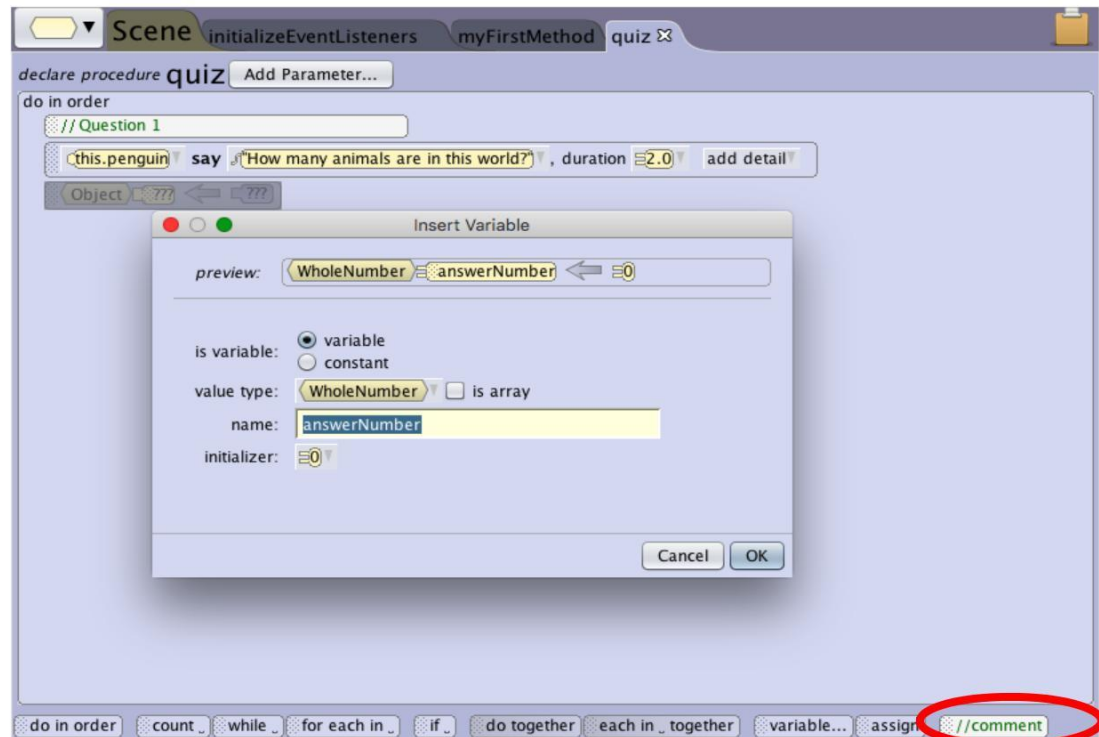 Scene initializeEventListeners myFirstMethod quiz
declare procedure quiz Add Parameter...
do in order
// Question 1
this.penguin say "How many animals are in this world?" , duration 2.0 add detail
Object ??? ???
Insert Variable
preview: WholeNumber answerNumber 0
is variable: variable
constant
value type: WholeNumber is array
name: answerNumber
initializer: 0
Cancel OK
do in order count _ while _ for each in _ if _ do together each in _ together variable... assign //comment